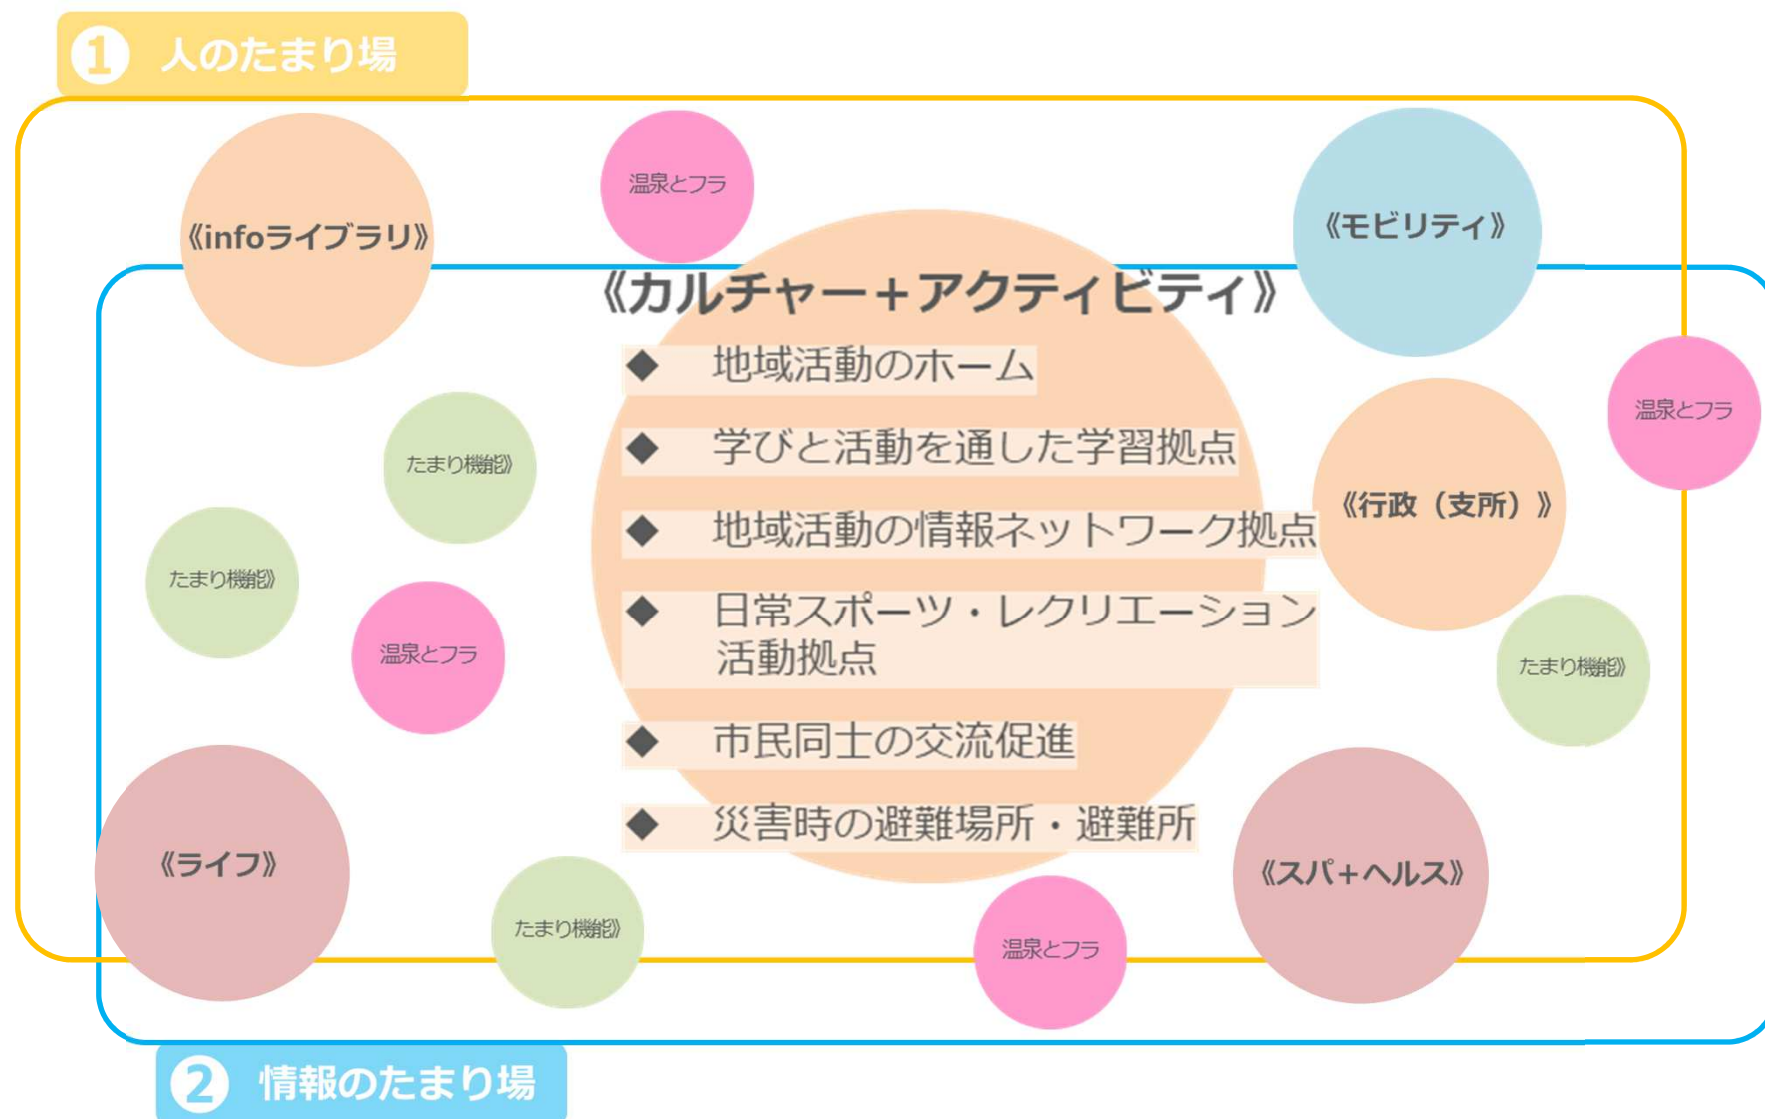 1 人のたまり場
《infoライブラリ》
温泉とフラ
《モビリティ》
《カルチャー+アクティビティ》
◆ 地域活動のホーム
◆ 学びと活動を通した学習拠点
◆ 地域活動の情報ネットワーク拠点
◆ 日常スポーツ・レクリエーション
活動拠点
◆ 市民同士の交流促進
◆ 災害時の避難場所・避難所
温泉とフラ
たまり機能》
《行政（支所）》
たまり機能》
温泉とフラ
たまり機能》
《ライフ》
《スパ+ヘルス》
たまり機能》
温泉とフラ
2 情報のたまり場